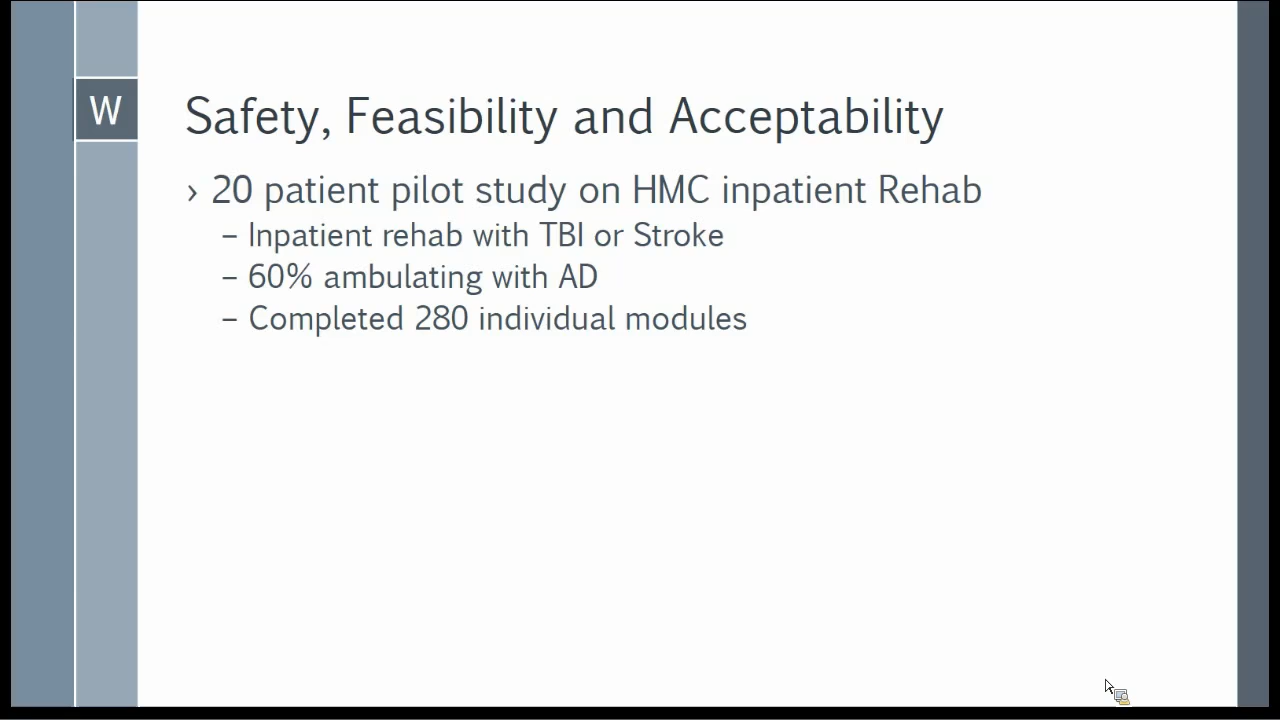 W
Safety, Feasibility and Acceptability
› 20 patient pilot study on HMC inpatient Rehab
– Inpatient rehab with TBI or Stroke
– 60% ambulating with AD
– Completed 280 individual modules